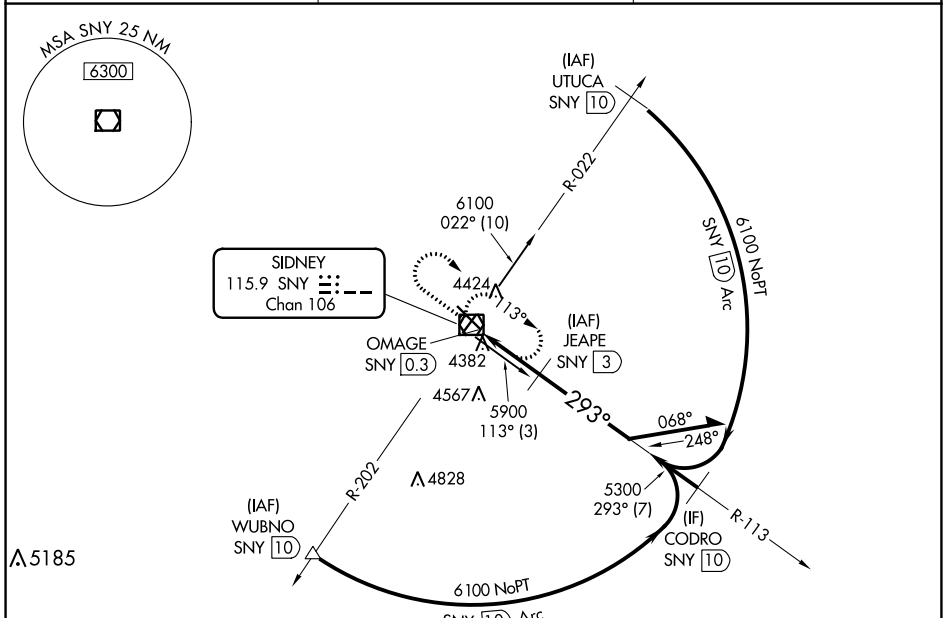 MSA SNY 25 NM
6300
(IAF)
UTUCA
SNY 10
R-022
6100
022° (10)
6100 NoPT
SNY 10 Arc
SIDNEY
115.9 SNY
Chan 106
4424
113°
(IAF)
JEAPE
SNY 3
OMAGE
SNY 0.3
4382
4567
5900
113° (3)
293°
068°
248°
R-202
4828
5300
293° (7)
(IF)
CODRO
SNY 10
R-113
(IAF)
WUBNO
SNY 10
5185
6100 NoPT
SNY 10 Arc